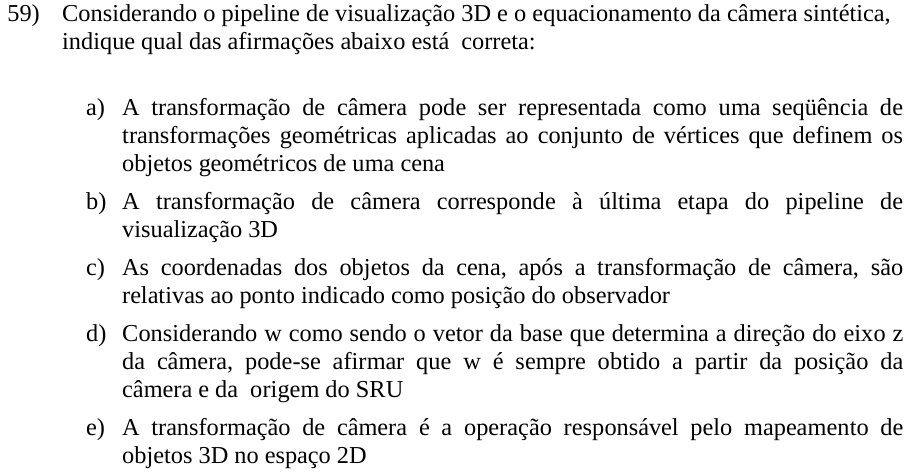 59) Considerando o pipeline de visualização 3D e o equacionamento da câmera sintética,
indique qual das afirmações abaixo está correta:
a) A transformação de câmera pode ser representada como uma seqüência de
transformações geométricas aplicadas ao conjunto de vértices que definem os
objetos geométricos de uma cena
b) A transformação de câmera corresponde à última etapa do pipeline de
visualização 3D
c) As coordenadas dos objetos da cena, após a transformação de câmera, são
relativas ao ponto indicado como posição do observador
d) Considerando w como sendo o vetor da base que determina a direção do eixo z
da câmera, pode-se afirmar que w é sempre obtido a partir da posição da
câmera e da origem do SRU
e) A transformação de câmera é a operação responsável pelo mapeamento de
objetos 3D no espaço 2D